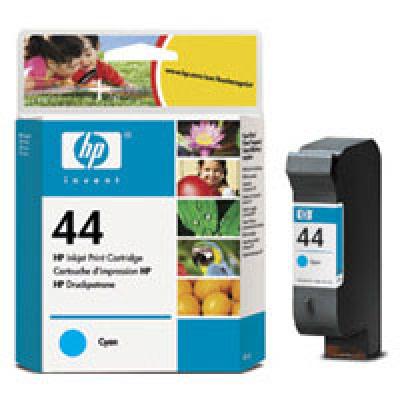 hp
invent
44
HP Inkjet Print Cartridge
Cartouche d'impression HP
HP Druckpatrone
Cyan
hp
44
Cyan